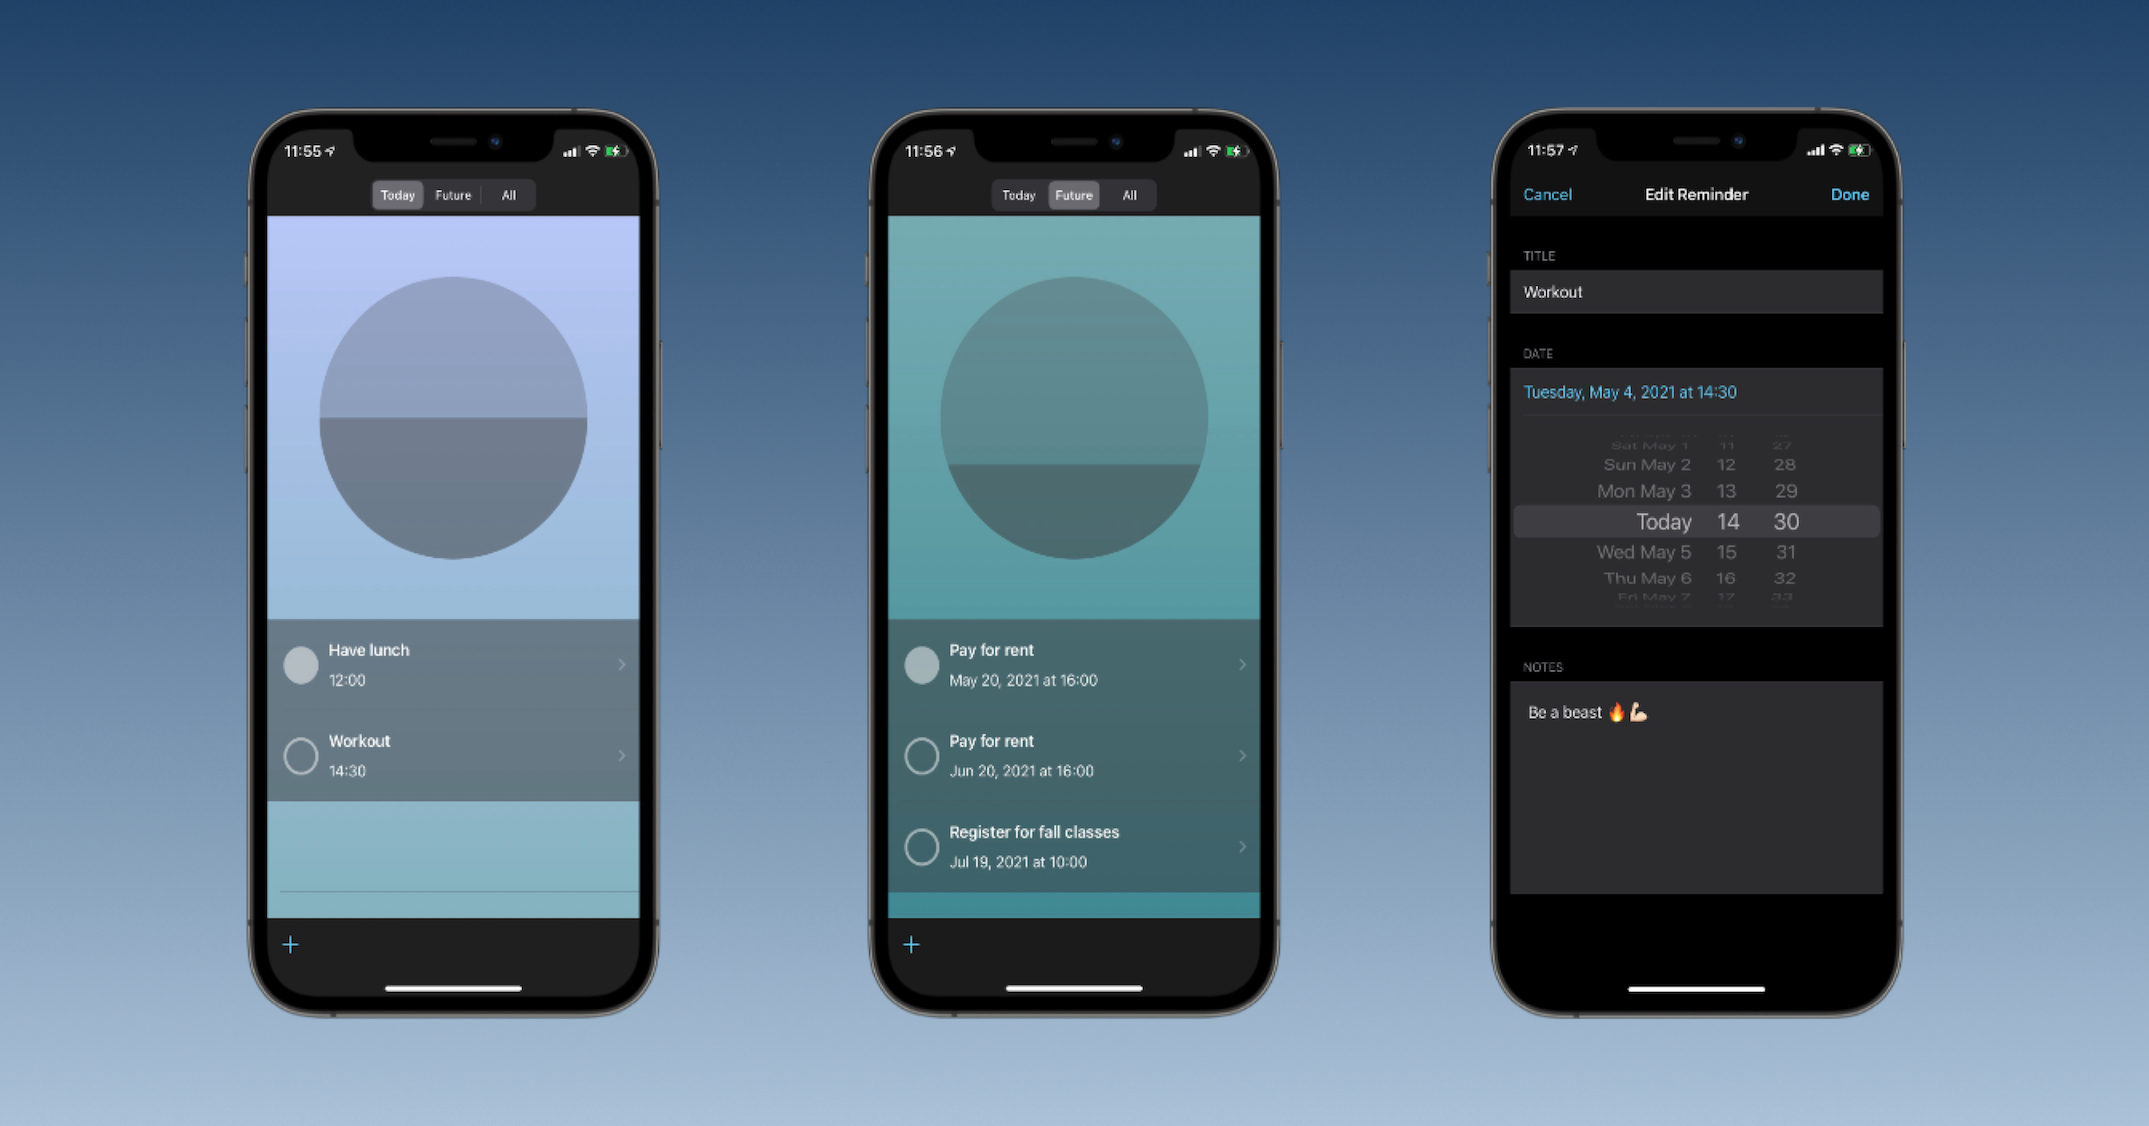 11:55
Today Future All
Have lunch
12:00
Workout
14:30
+
11:56
Today Future All
Pay for rent
May 20, 2021 at 16:00
Pay for rent
Jun 20, 2021 at 16:00
Register for fall classes
Jul 19, 2021 at 10:00
+
11:57
Cancel Edit Reminder Done
TITLE
Workout
DATE
Tuesday, May 4, 2021 at 14:30
Sat May 1 11 27
Sun May 2 12 28
Mon May 3 13 29
Today 14 30
Wed May 5 15 31
Thu May 6 16 32
Fri May 7 17 33
NOTES
Be a beast 🔥💪🏻